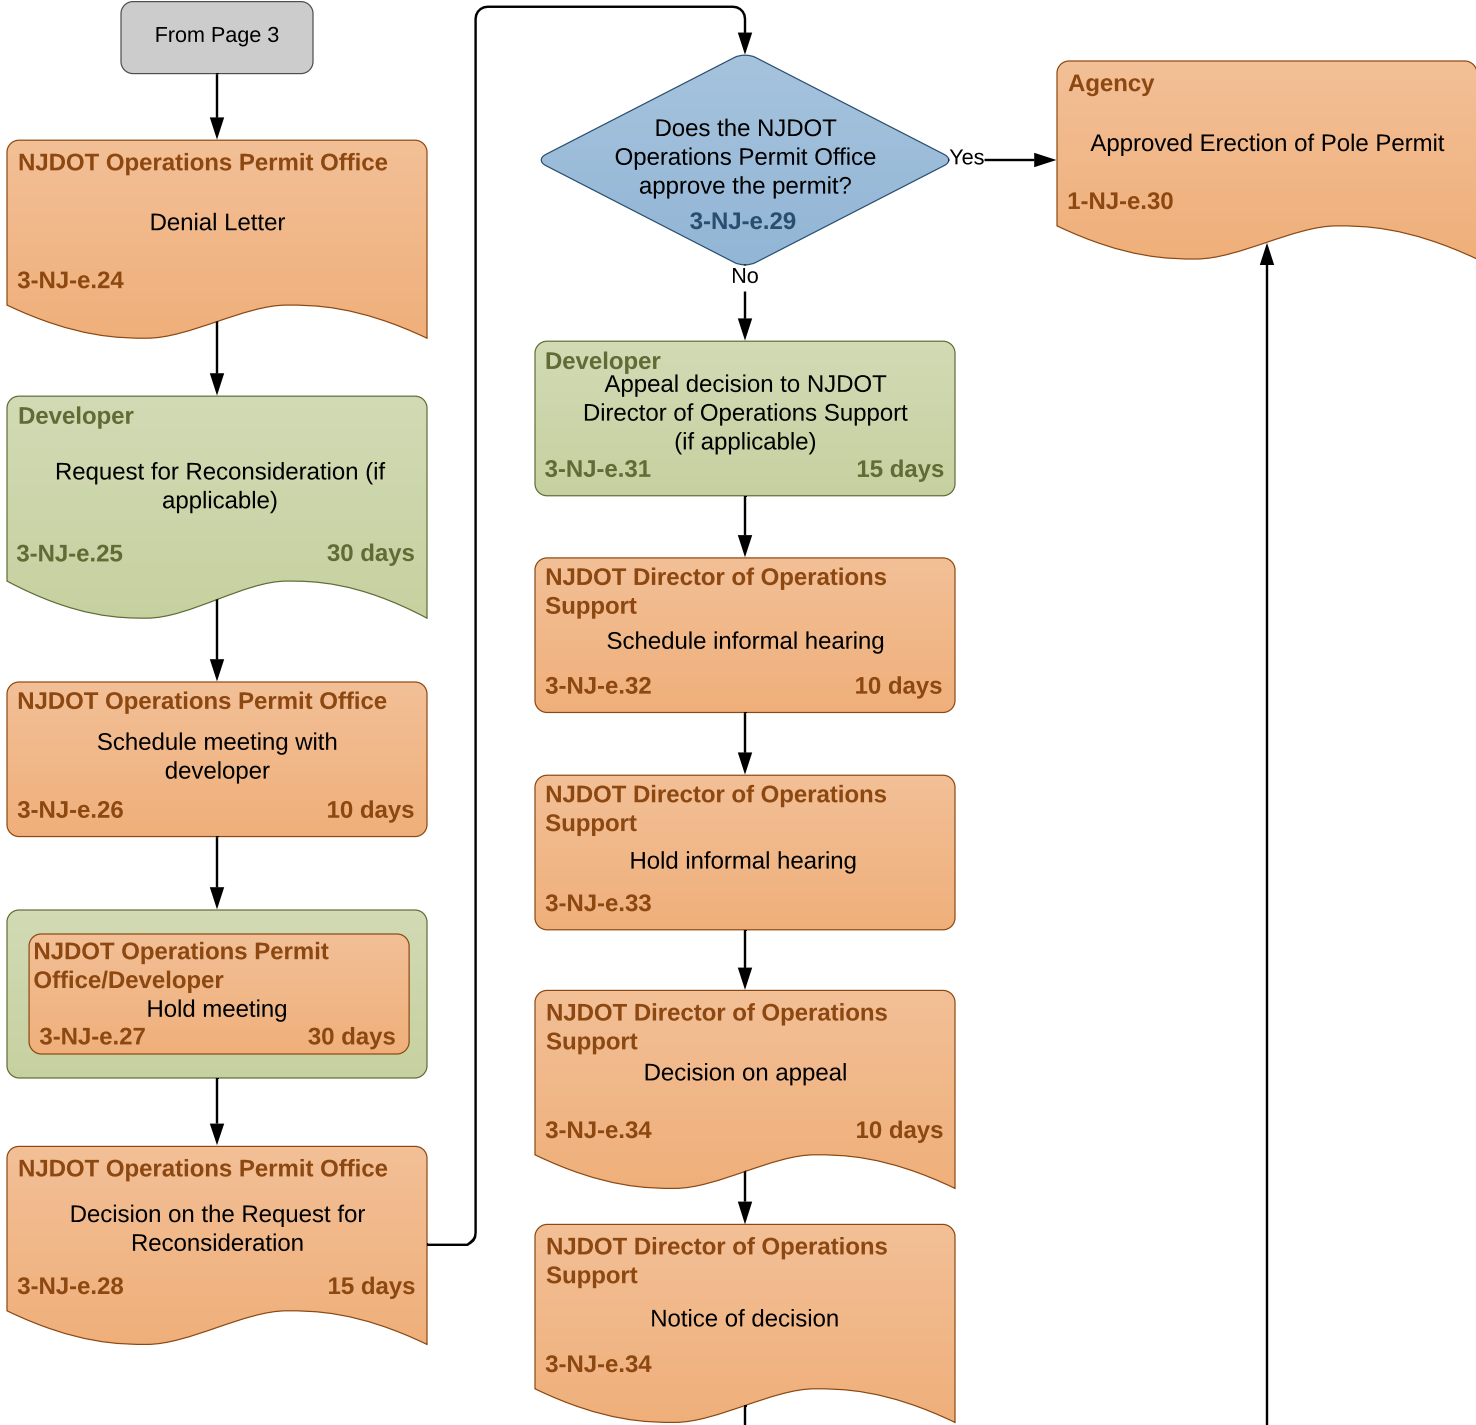 From Page 3
NJDOT Operations Permit Office
Denial Letter
3-NJ-e.24
Developer
Request for Reconsideration (if
applicable)
3-NJ-e.25 30 days
NJDOT Operations Permit Office
Schedule meeting with
developer
3-NJ-e.26 10 days
NJDOT Operations Permit
Office/Developer
Hold meeting
3-NJ-e.27 30 days
NJDOT Operations Permit Office
Decision on the Request for
Reconsideration
3-NJ-e.28 15 days
Does the NJDOT
Operations Permit Office
approve the permit?
3-NJ-e.29
Yes
No
Agency
Approved Erection of Pole Permit
1-NJ-e.30
Developer
Appeal decision to NJDOT
Director of Operations Support
(if applicable)
3-NJ-e.31 15 days
NJDOT Director of Operations
Support
Schedule informal hearing
3-NJ-e.32 10 days
NJDOT Director of Operations
Support
Hold informal hearing
3-NJ-e.33
NJDOT Director of Operations
Support
Decision on appeal
3-NJ-e.34 10 days
NJDOT Director of Operations
Support
Notice of decision
3-NJ-e.34